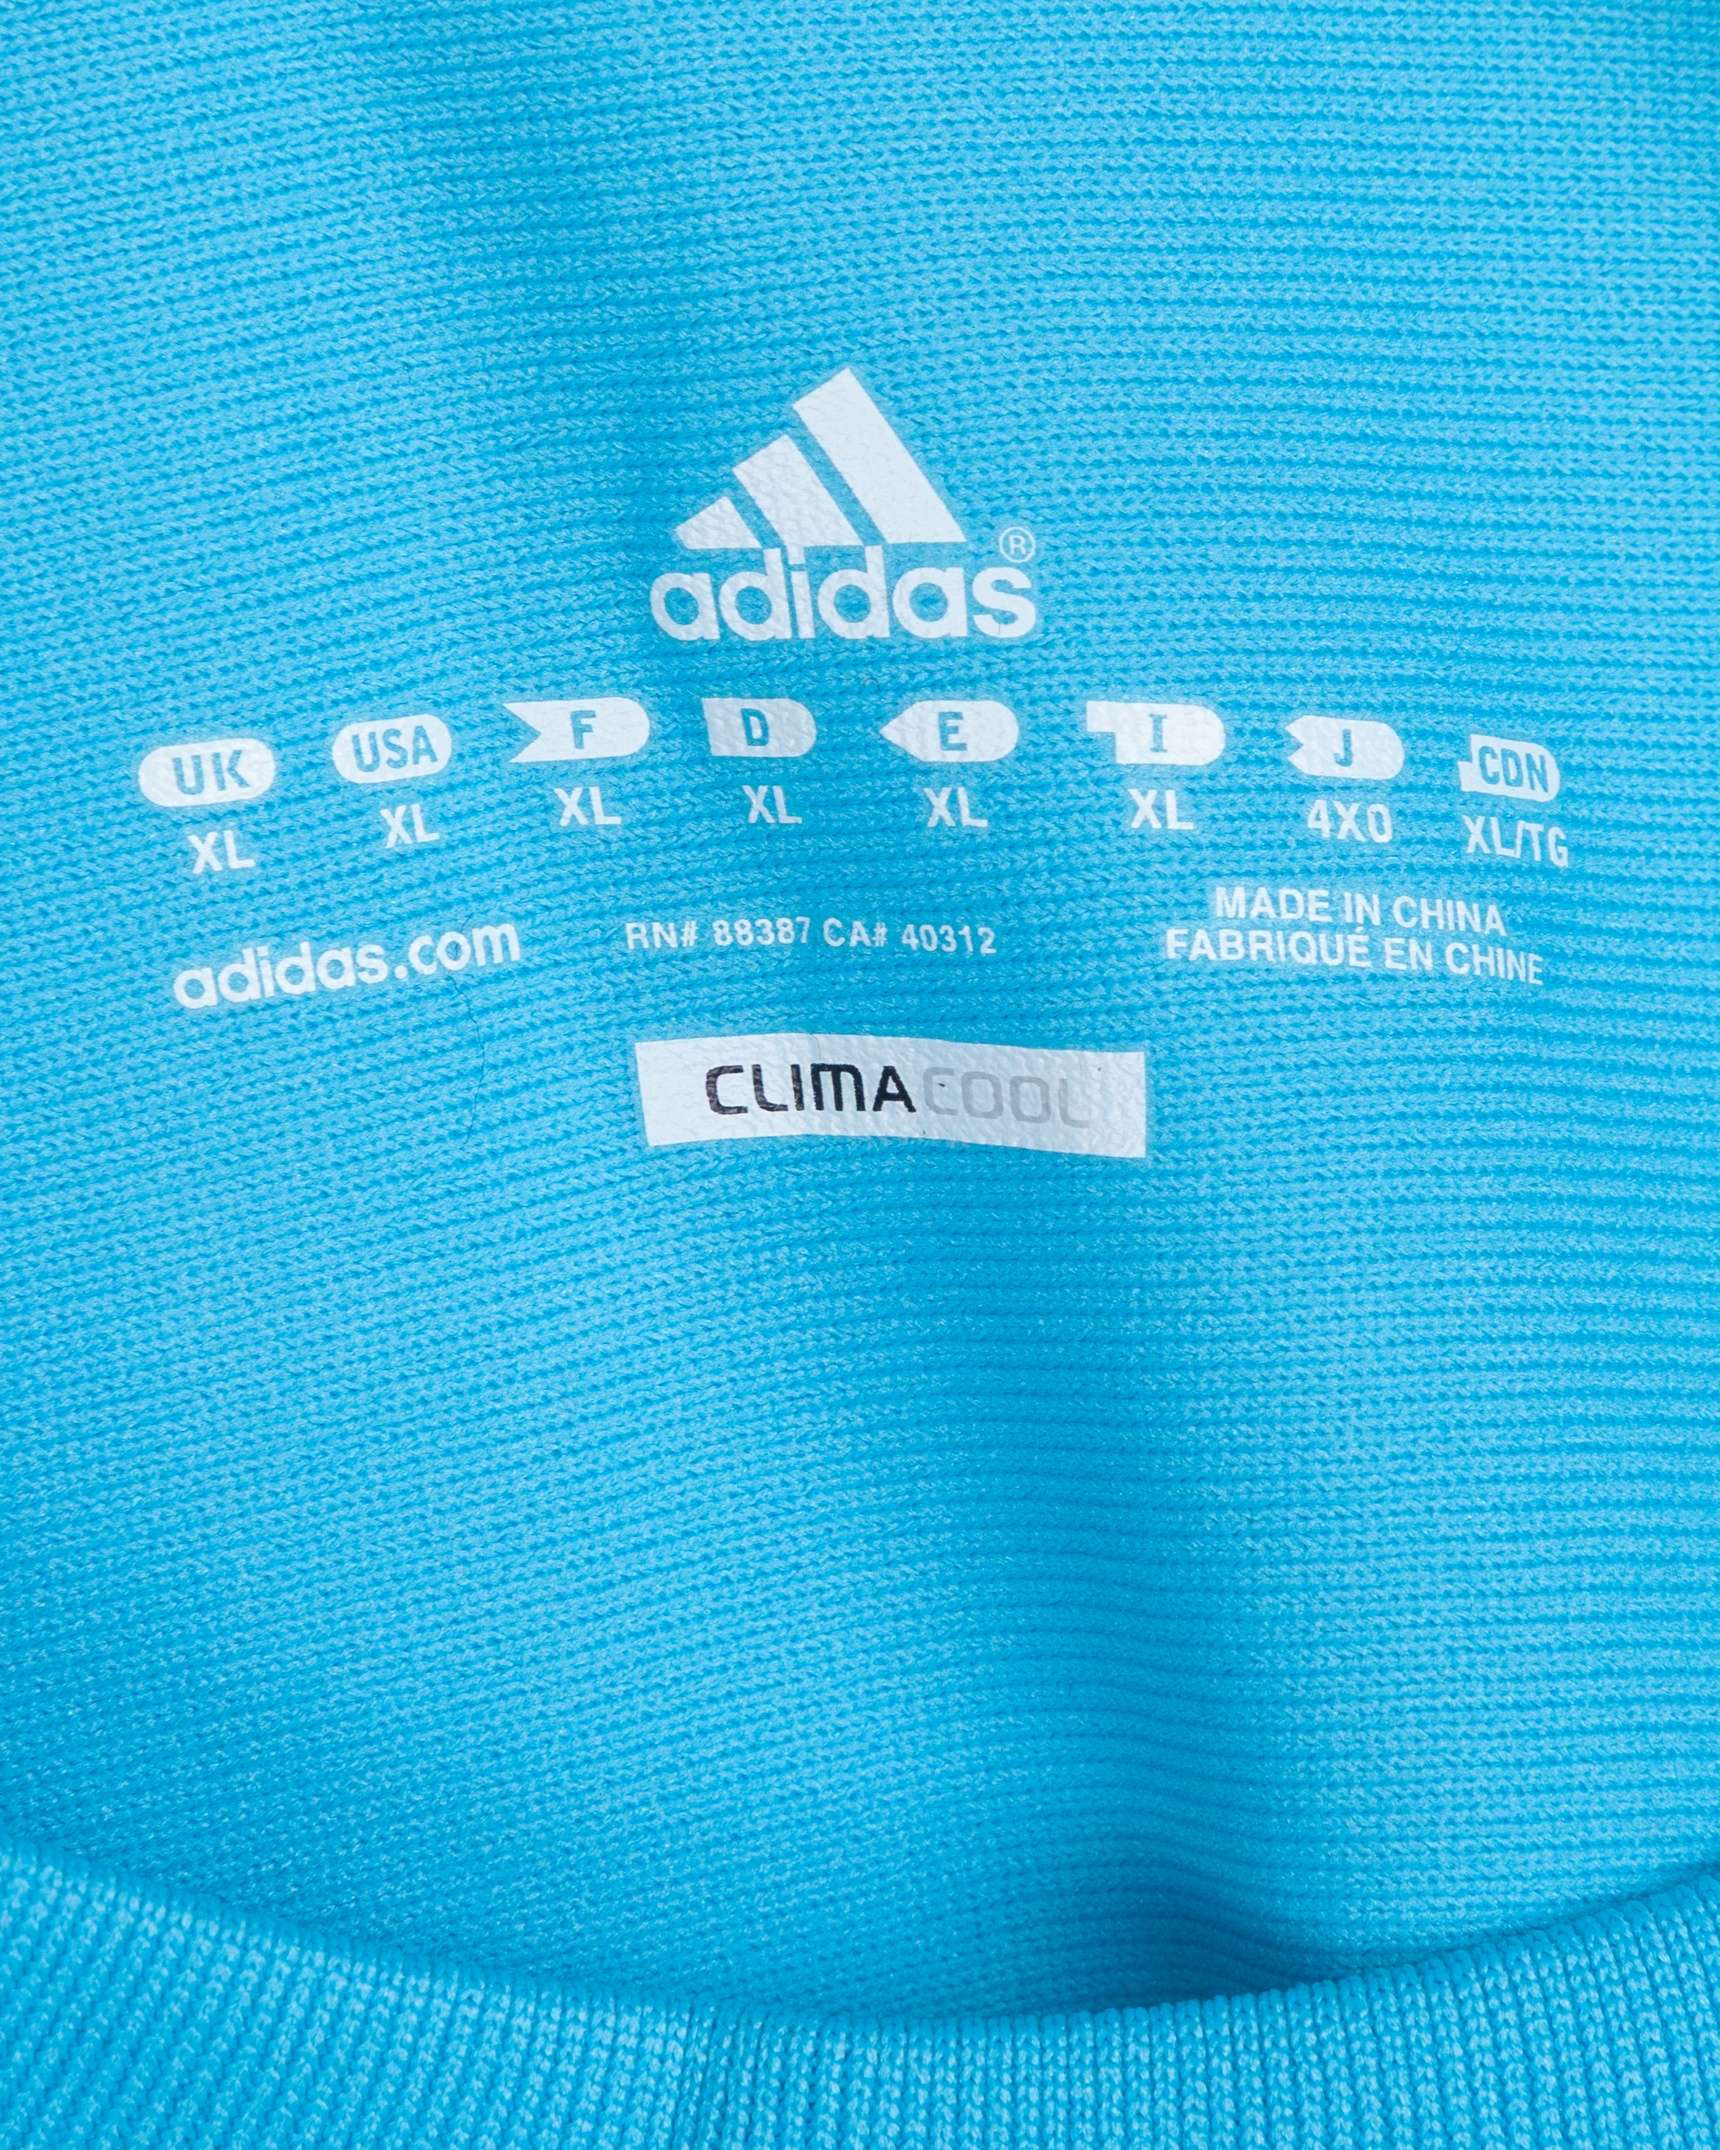 adidas®
UK USA F D E I J CDN
XL XL XL XL XL XL 4XO XL/TG
adidas.com
RN# 88387 CA# 40312
MADE IN CHINA
FABRIQUÉ EN CHINE
CLIMACOOL